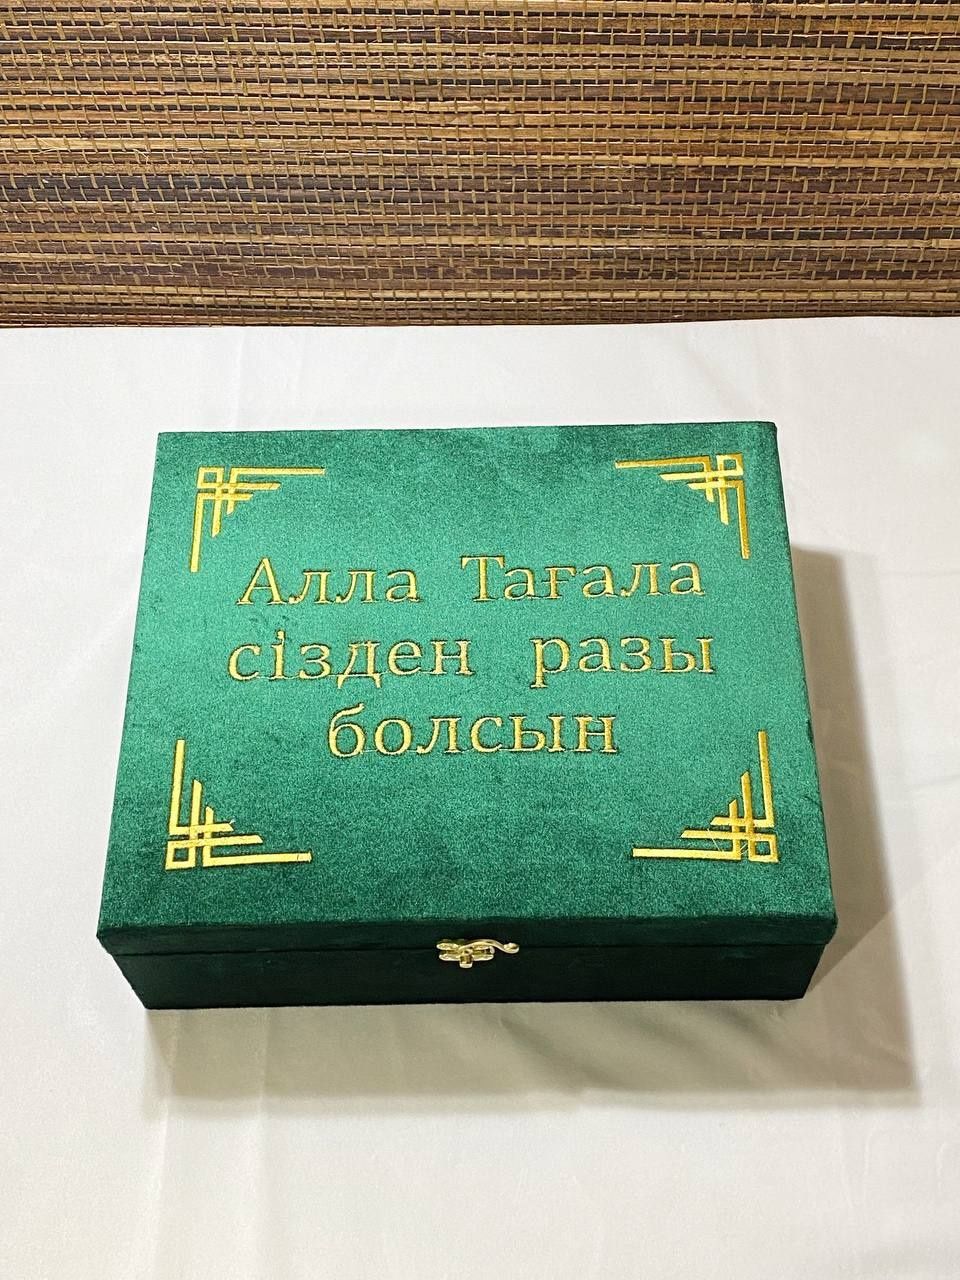 Алла Тағала
сізден разы
болсын